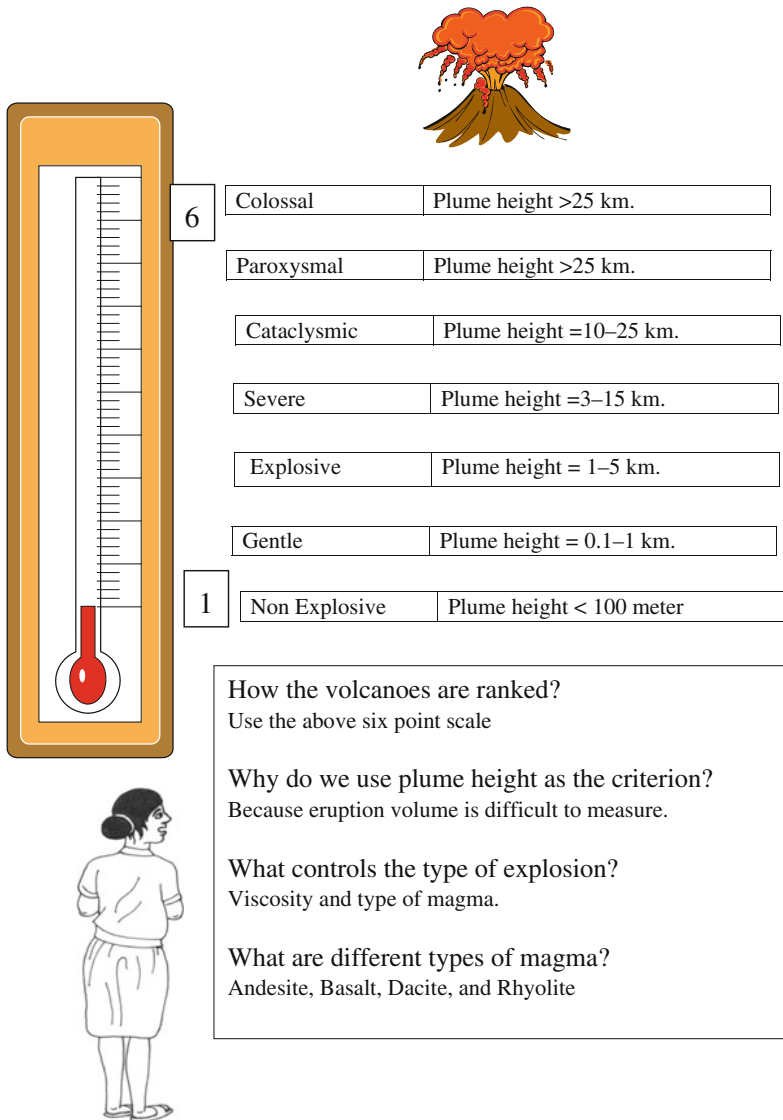 6
Colossal Plume height >25 km.
Paroxysmal Plume height >25 km.
Cataclysmic Plume height =10–25 km.
Severe Plume height =3–15 km.
Explosive Plume height = 1–5 km.
Gentle Plume height = 0.1–1 km.
1
Non Explosive Plume height < 100 meter
How the volcanoes are ranked?
Use the above six point scale
Why do we use plume height as the criterion?
Because eruption volume is difficult to measure.
What controls the type of explosion?
Viscosity and type of magma.
What are different types of magma?
Andesite, Basalt, Dacite, and Rhyolite